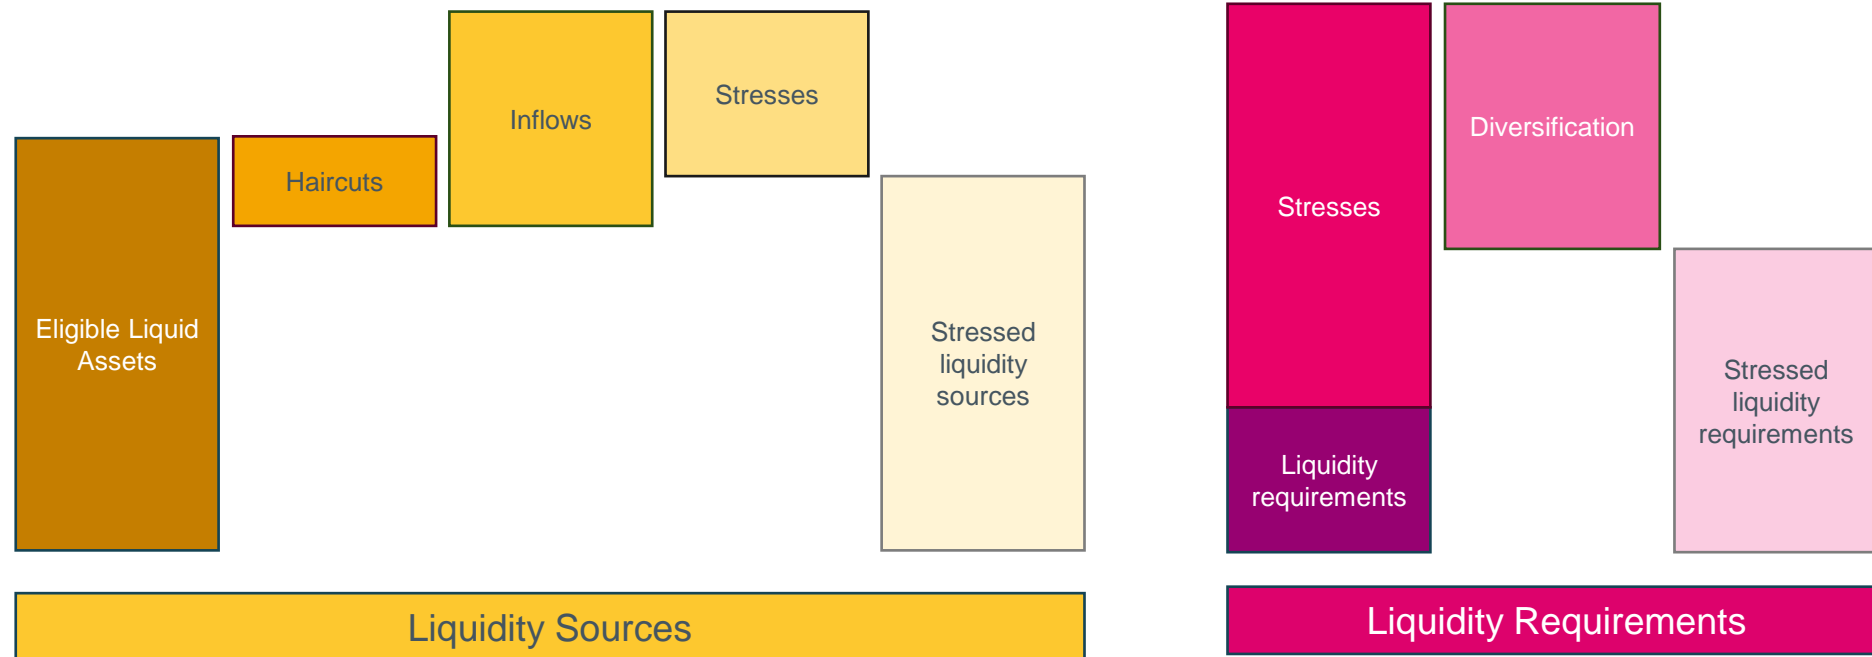 Eligible Liquid
Assets
Haircuts
Inflows
Stresses
Stressed
liquidity
sources
Liquidity Sources
Stresses
Liquidity
requirements
Diversification
Stressed
liquidity
requirements
Liquidity Requirements